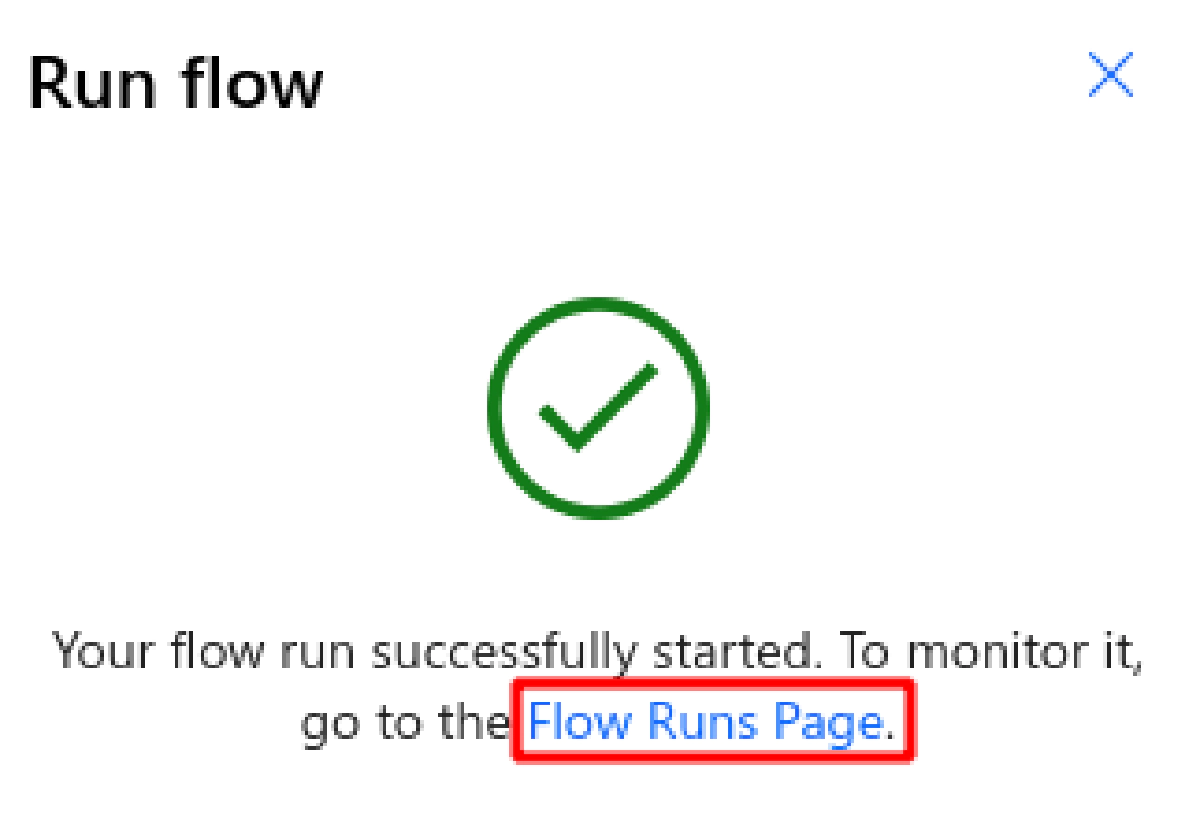 Run flow
Your flow run successfully started. To monitor it,
go to the Flow Runs Page.